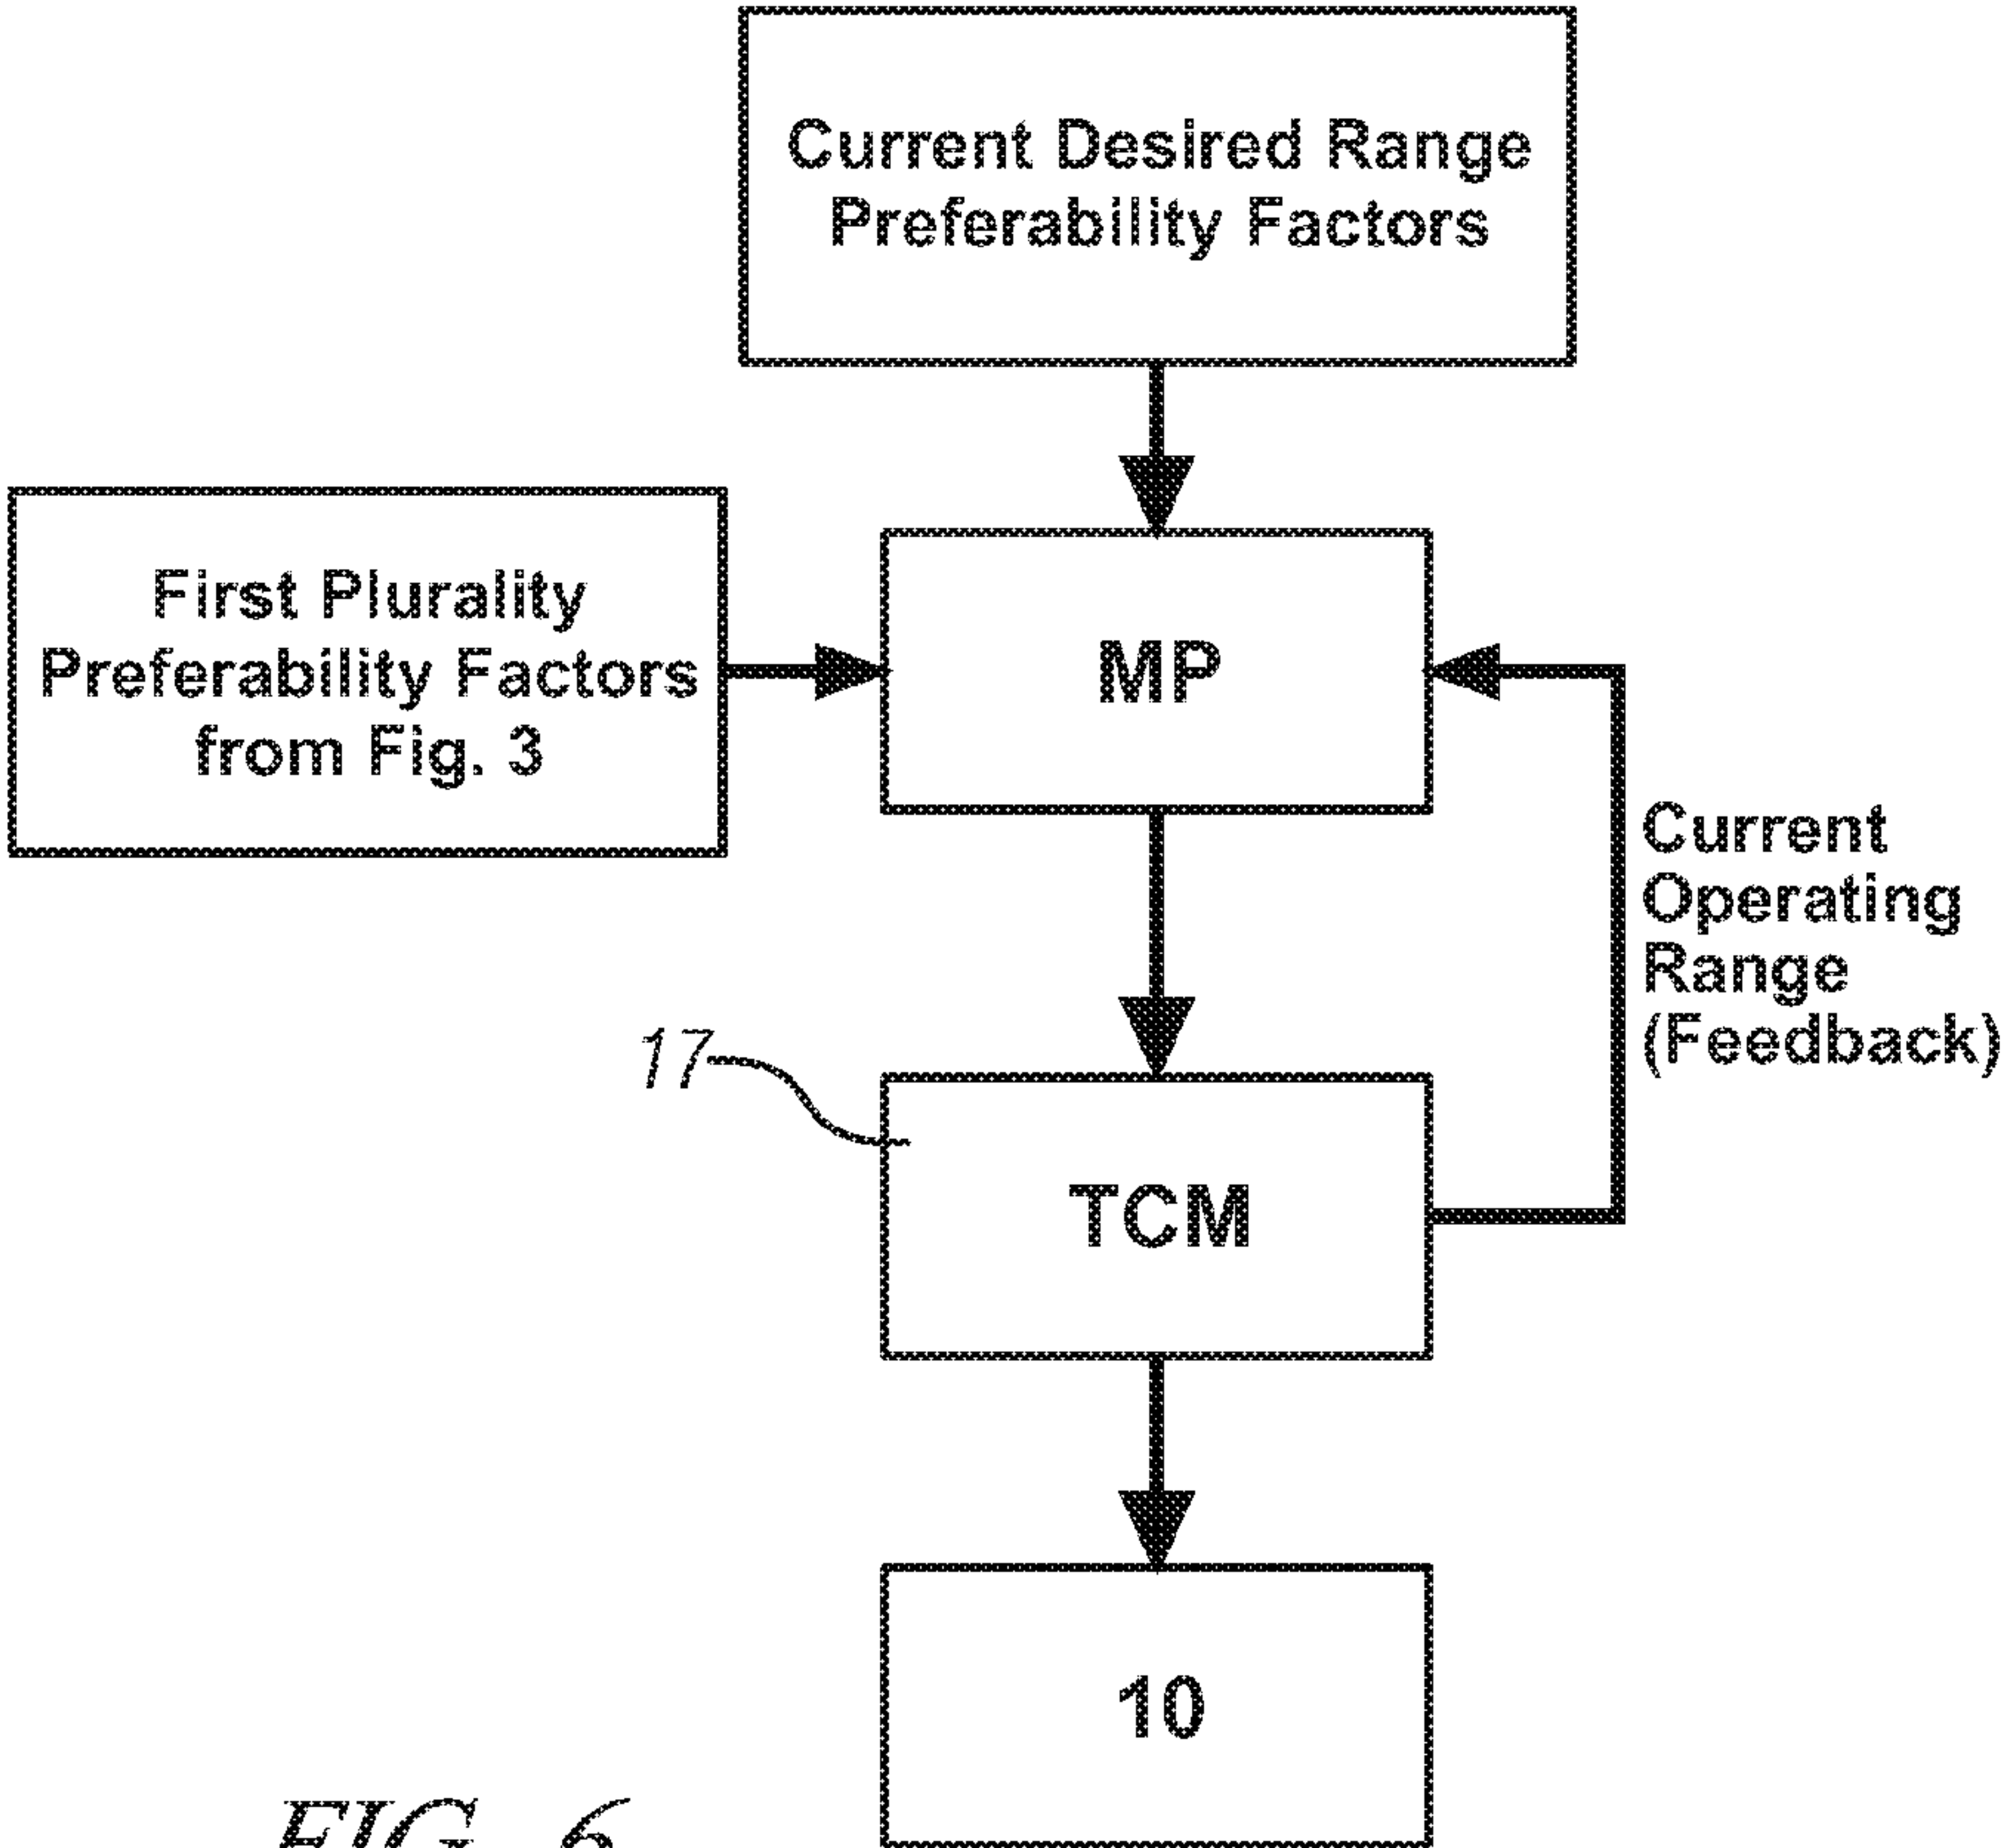 Current Desired Range
Preferability Factors
First Plurality
Preferability Factors
from Fig. 3
MP
Current
Operating
Range
(Feedback)
17
TCM
10
FIG. 6